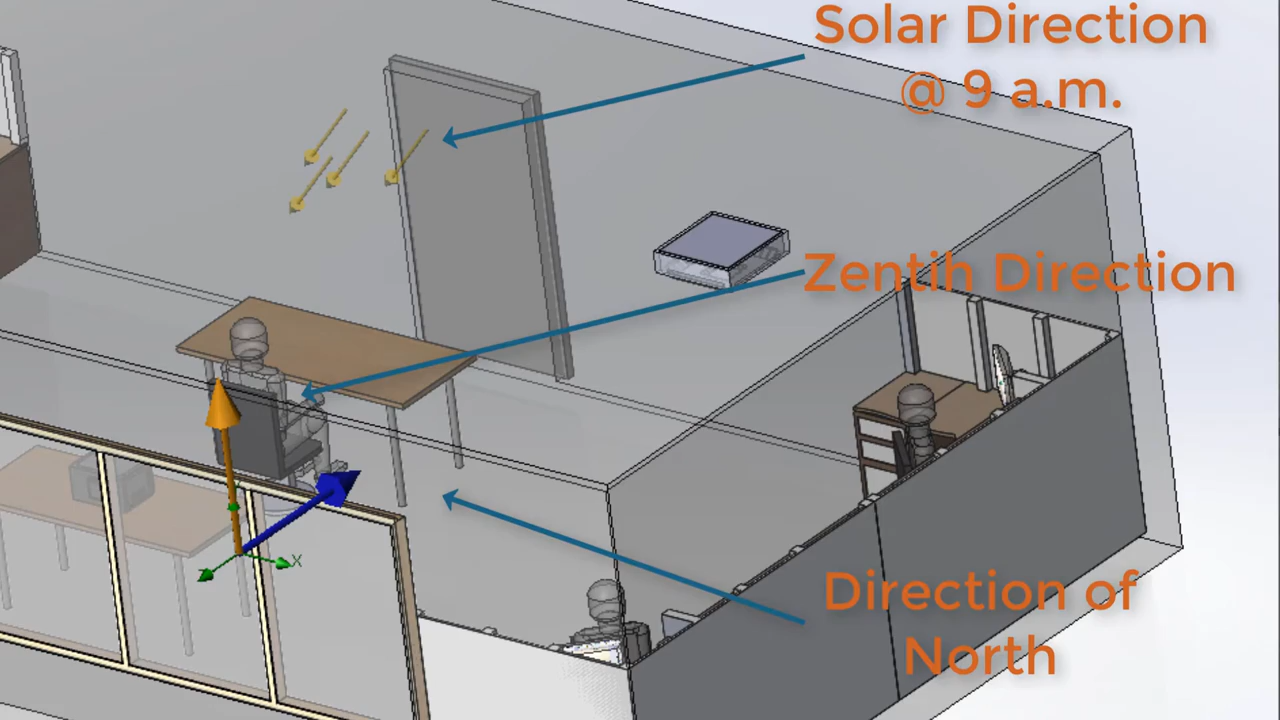 Solar Direction
@ 9 a.m.
Zentih Direction
X
Direction of
North